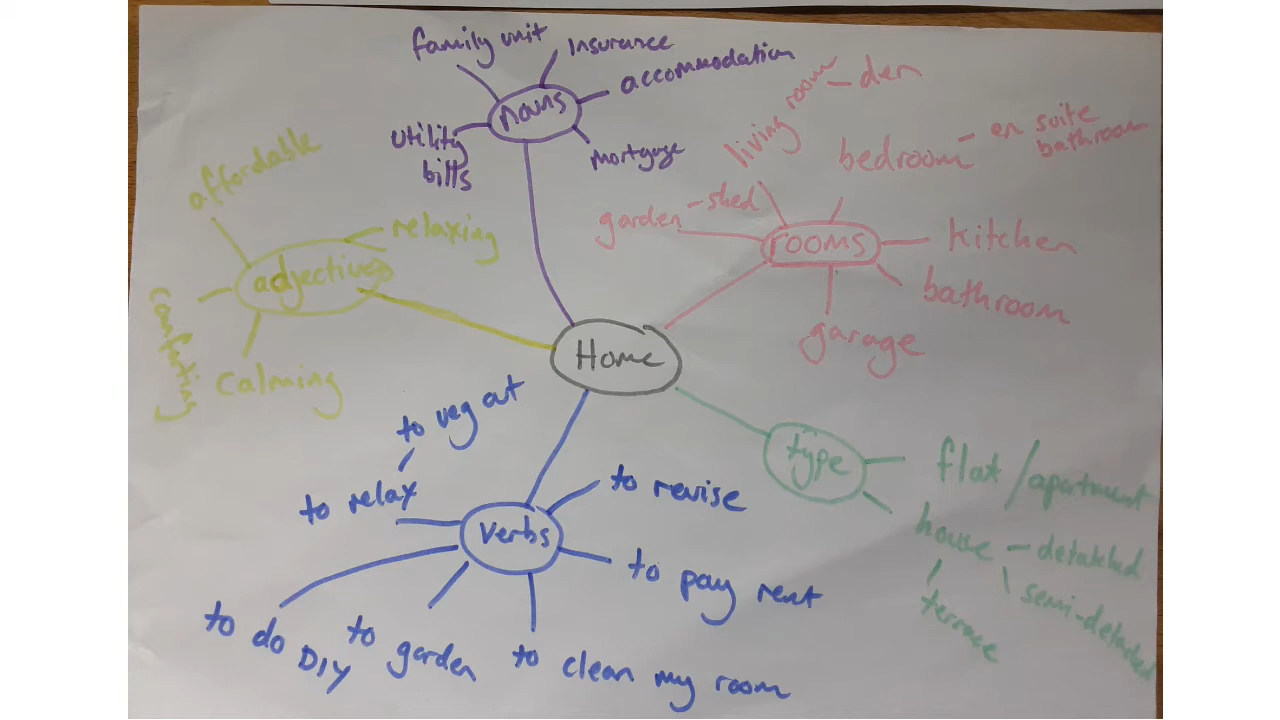 family unit
Insurance
accommodation
nouns
utility
bills
mortgage
living room – den
bedroom – en suite
bathroom
garden – shed
rooms
kitchen
bathroom
garage
affordable
relaxing
adjectives
comforting
calming
Home
type
flat / apartment
house – detatched
semi-detatched
terrace
to veg out
to relax
to revise
verbs
to pay rent
to do
DIY
to garden
to clean my room